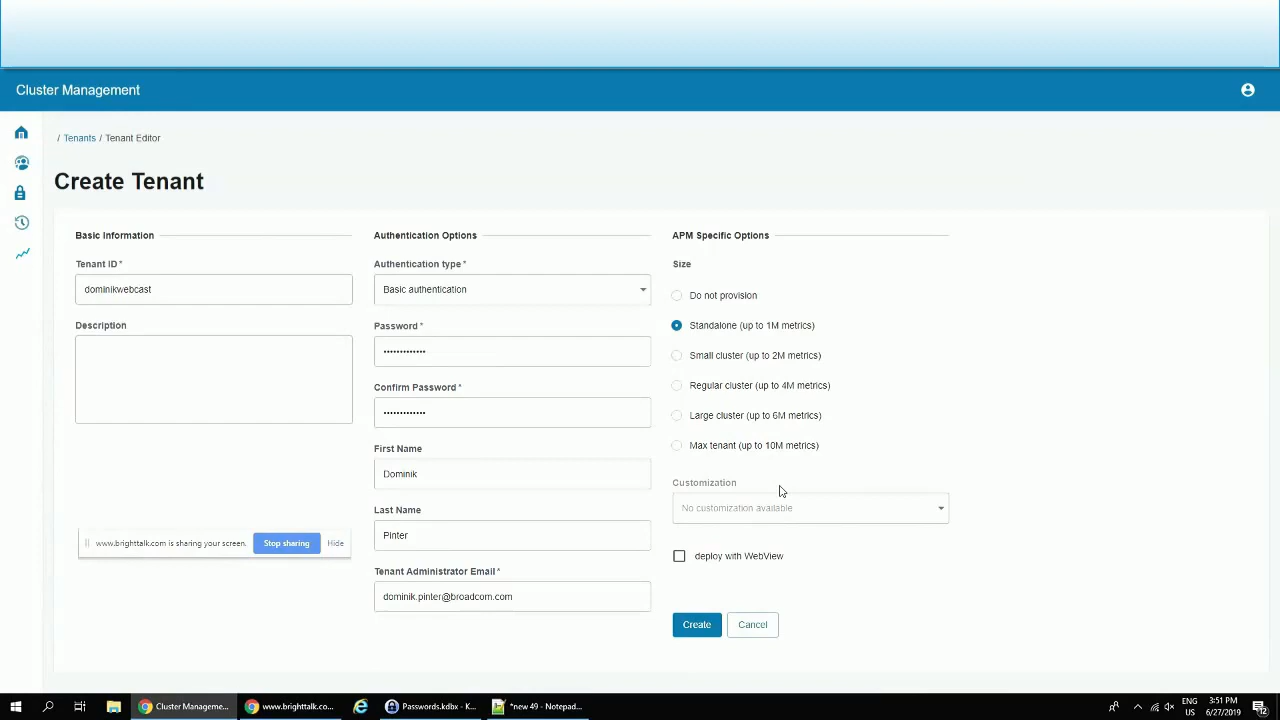 Cluster Management
/ Tenants / Tenant Editor
Create Tenant
Basic Information
Tenant ID *
dominikwebcast
Description
Authentication Options
Authentication type *
Basic authentication
Password *
•••••••••••••
Confirm Password *
•••••••••••••
First Name
Dominik
Last Name
Pinter
Tenant Administrator Email *
dominik.pinter@broadcom.com
APM Specific Options
Size
Do not provision
Standalone (up to 1M metrics)
Small cluster (up to 2M metrics)
Regular cluster (up to 4M metrics)
Large cluster (up to 6M metrics)
Max tenant (up to 10M metrics)
Customization
No customization available
deploy with WebView
Create
Cancel
www.brighttalk.com is sharing your screen.
Stop sharing
Hide
Cluster Manageme...
www.brighttalk.co...
Passwords.kdbx - K...
*new 49 - Notepad...
ENG
US
3:51 PM
6/27/2019
12